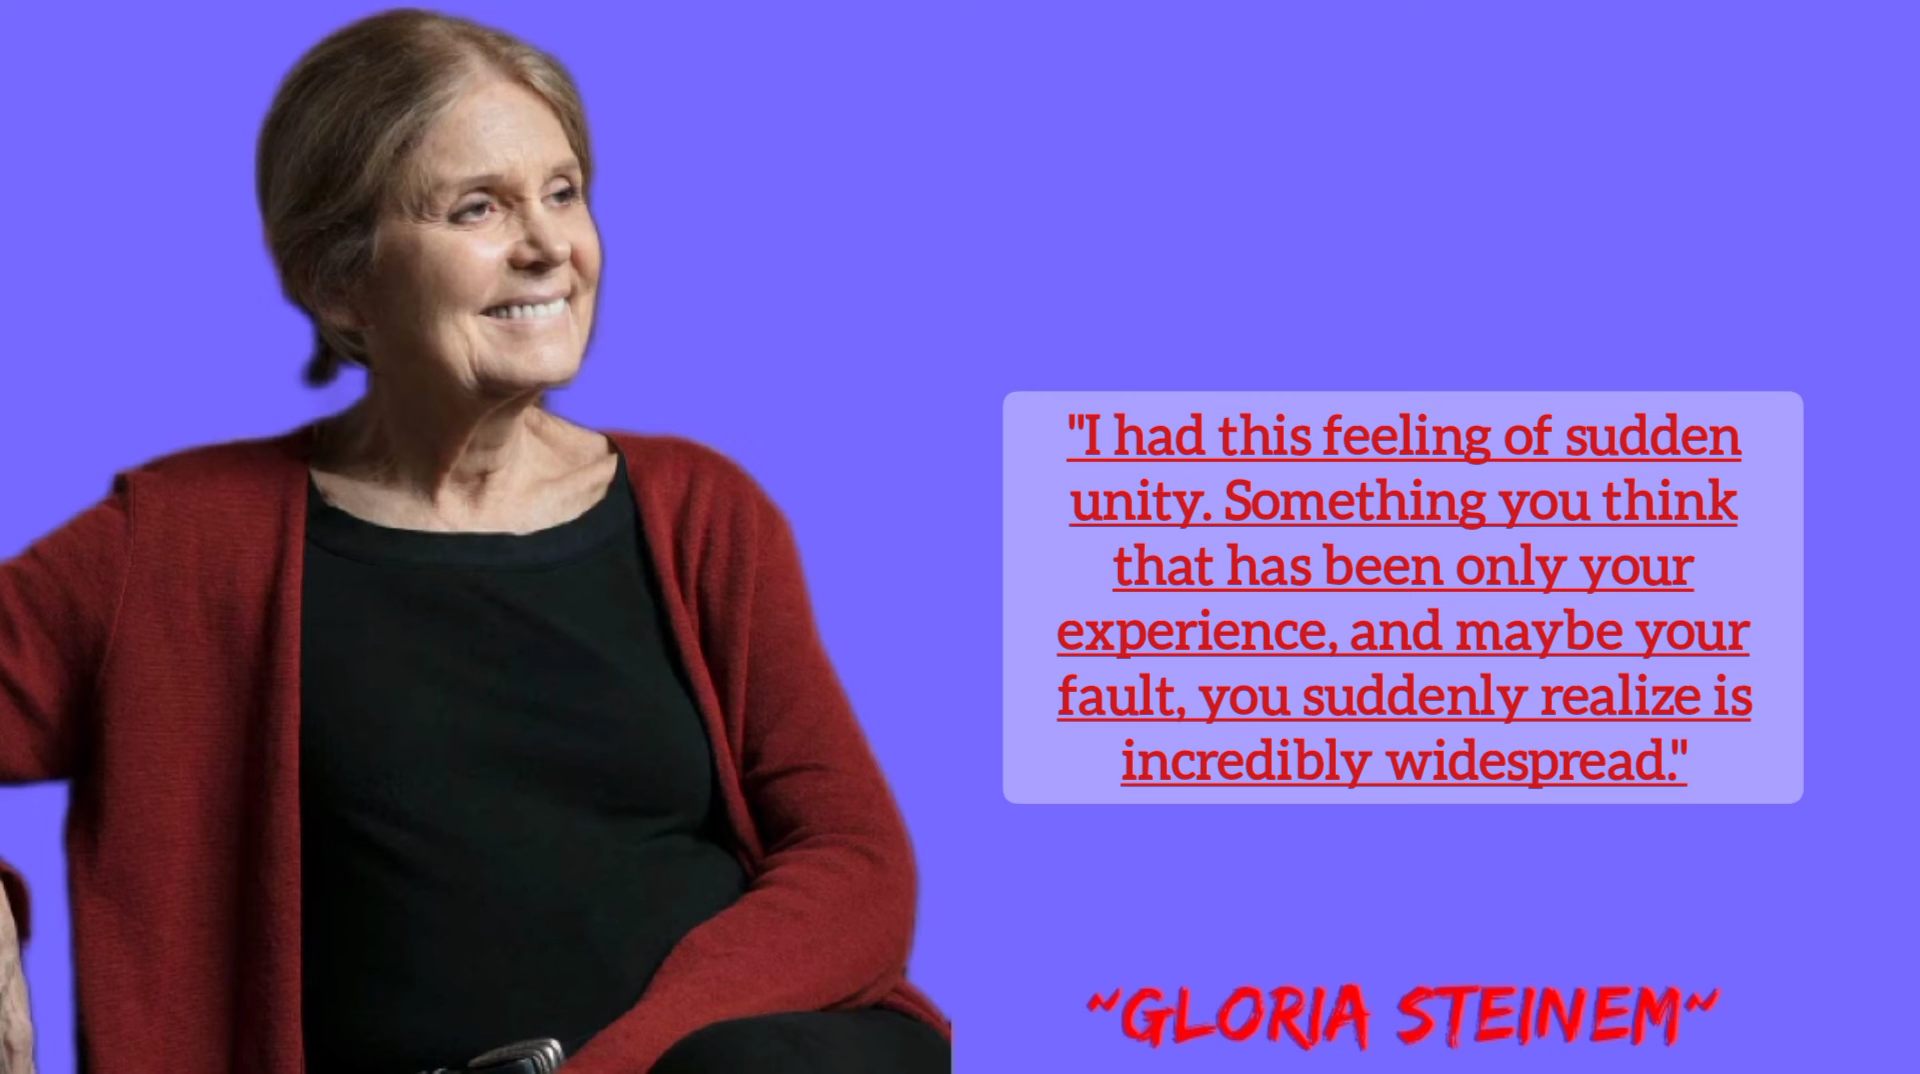 "I had this feeling of sudden
unity. Something you think
that has been only your
experience, and maybe your
fault, you suddenly realize is
incredibly widespread."
~GLORIA STEINEM~